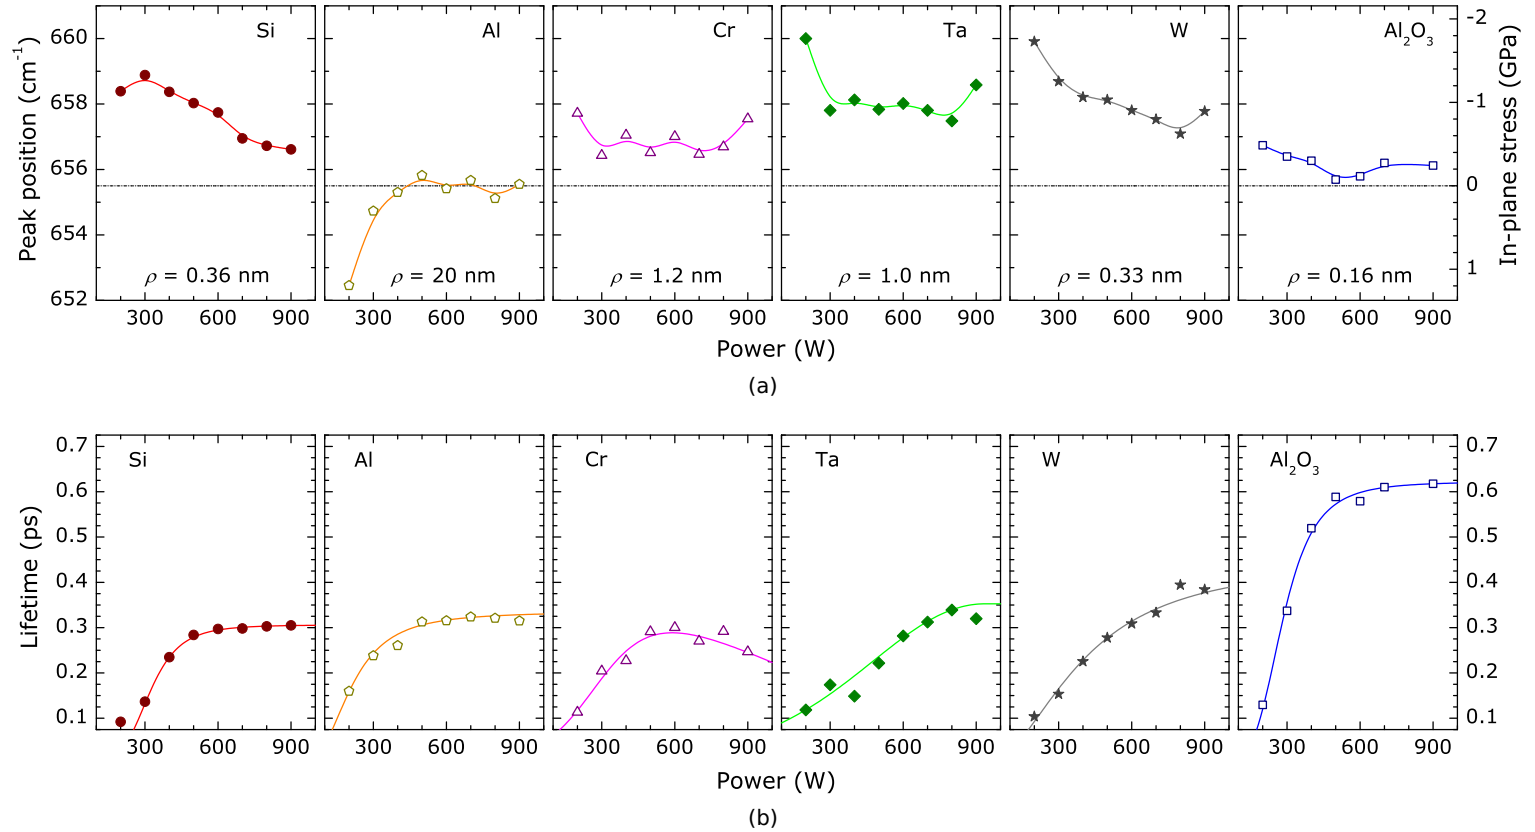 Si Al Cr Ta W Al₂O₃
Peak position (cm⁻¹)
660
658
656
654
652
-2
-1
0
1
In-plane stress (GPa)
ρ = 0.36 nm ρ = 20 nm ρ = 1.2 nm ρ = 1.0 nm ρ = 0.33 nm ρ = 0.16 nm
300 600 900 300 600 900 300 600 900 300 600 900 300 600 900 300 600 900
Power (W)
(a)
Si Al Cr Ta W Al₂O₃
Lifetime (ps)
0.7
0.6
0.5
0.4
0.3
0.2
0.1
0.7
0.6
0.5
0.4
0.3
0.2
0.1
300 600 900 300 600 900 300 600 900 300 600 900 300 600 900 300 600 900
Power (W)
(b)